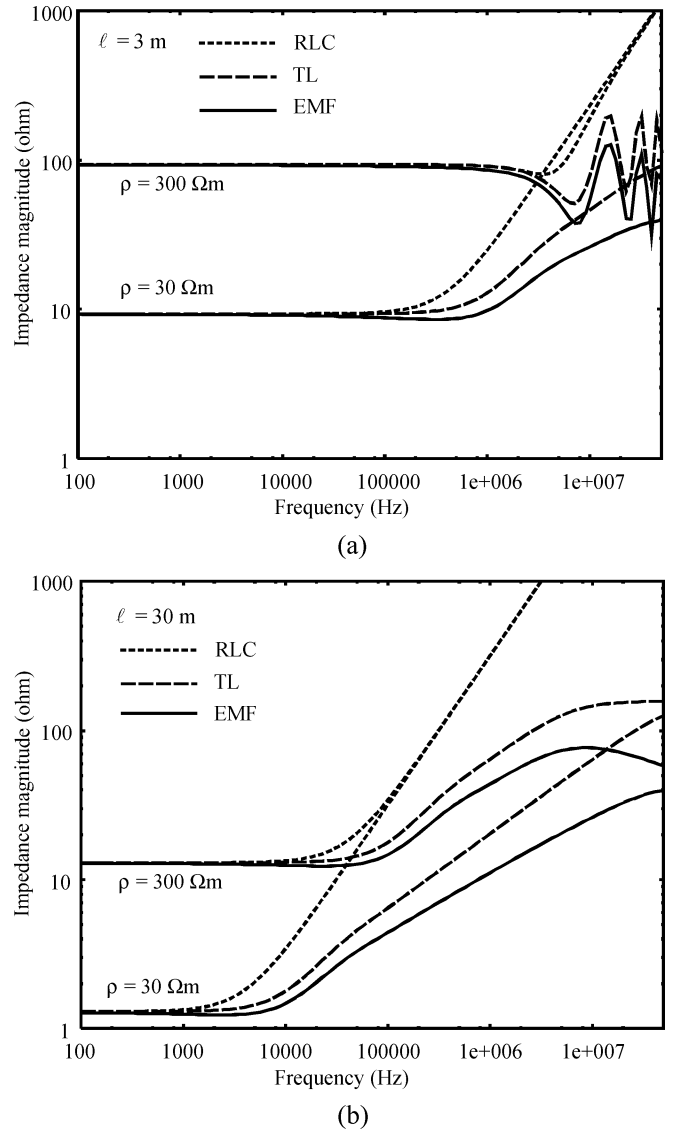 1000
ℓ = 3 m
RLC
TL
EMF
100
ρ = 300 Ωm
ρ = 30 Ωm
10
1
Impedance magnitude (ohm)
100 1000 10000 100000 1e+006 1e+007
Frequency (Hz)
(a)
1000
ℓ = 30 m
RLC
TL
EMF
100
10
ρ = 300 Ωm
ρ = 30 Ωm
1
Impedance magnitude (ohm)
100 1000 10000 100000 1e+006 1e+007
Frequency (Hz)
(b)